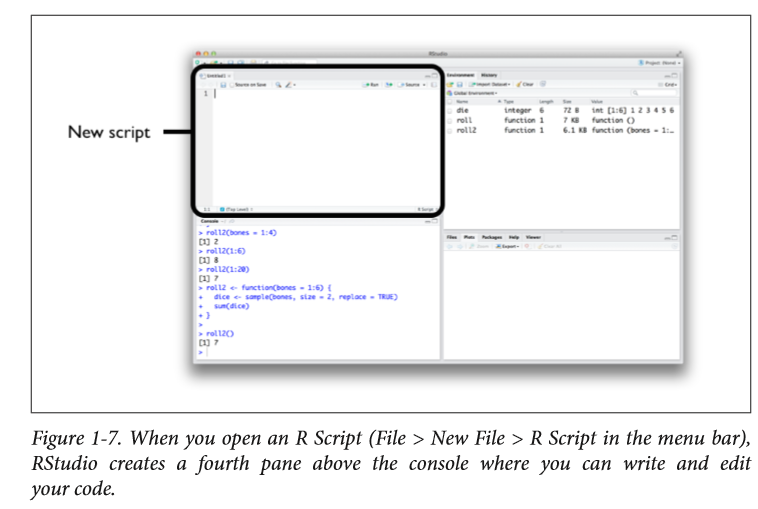 RStudio
Project: (None)
Untitled1
Source on Save
Run
Source
1
New script
1:1
(Top Level)
R Script
Environment History
Import Dataset
Clear
Grid
Global Environment
Name Type Length Size Value
die integer 6 72 B int [1:6] 1 2 3 4 5 6
roll function 1 7 KB function ()
roll2 function 1 6.1 KB function (bones = 1:…
Console
> roll2(bones = 1:4)
[1] 2
> roll2(1:6)
[1] 8
> roll2(1:20)
[1] 7
> roll2 <- function(bones = 1:6) {
+ dice <- sample(bones, size = 2, replace = TRUE)
+ sum(dice)
+ }
>
> roll2()
[1] 7
>
Files Plots Packages Help Viewer
Zoom Export Clear All
Figure 1-7. When you open an R Script (File > New File > R Script in the menu bar),
RStudio creates a fourth pane above the console where you can write and edit
your code.